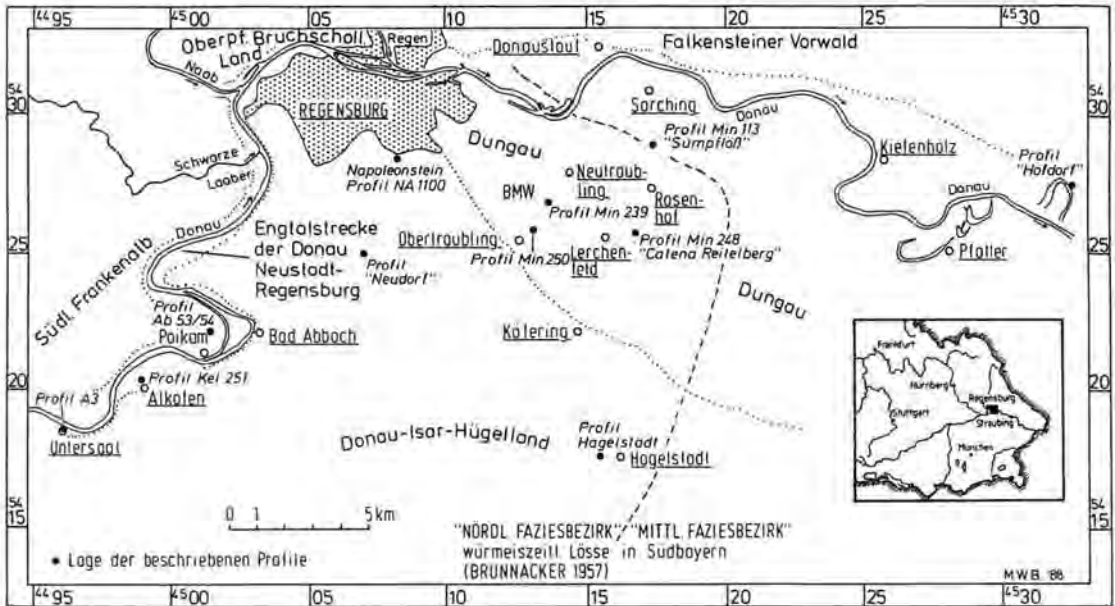 44 95
45 00
05
10
15
20
25
45 30
Oberpf. Bruchschollen
Land
Regen
Naab
Donaustauf
Falkensteiner Vorwald
54
30
54
30
REGENSBURG
Sarching
Donau
Profil Min 113
"Sümpfloß"
Kiefenholz
Profil
"Hofdorf"
Schwarze
Laaber
Napoleonstein
Profil NA 1100
Dungau
Neutraub-
ling
BMW
Profil Min 239
Rosen-
hof
Donau
25
25
Donau
Engtalstrecke
der Donau
Neustadt-
Regensburg
Obertraubling
Profil Min 250
Lerchen-
feld
Profil Min 248
"Catena Reitelberg"
Pfatter
Profil
"Neudorf"
Südl. Frankenalb
Dungau
Profil
Ab 53/54
Poikam
Bad Abbach
Köfering
20
20
Profil Kel 251
Alkofen
Profil A3
Untersaal
Donau-Isar-Hügelland
Profil
Hagelstadt
Hagelstadt
Frankfurt
Nürnberg
Regensburg
Stuttgart
Straubing
München
54
15
54
15
0 1 5km
"NÖRDL. FAZIESBEZIRK" "MITTL. FAZIESBEZIRK"
würmeiszeitl. Lösse in Südbayern
(BRUNNACKER 1957)
• Lage der beschriebenen Profile
M.W.B. '86
44 95
45 00
05
10
15
20
25
45 30